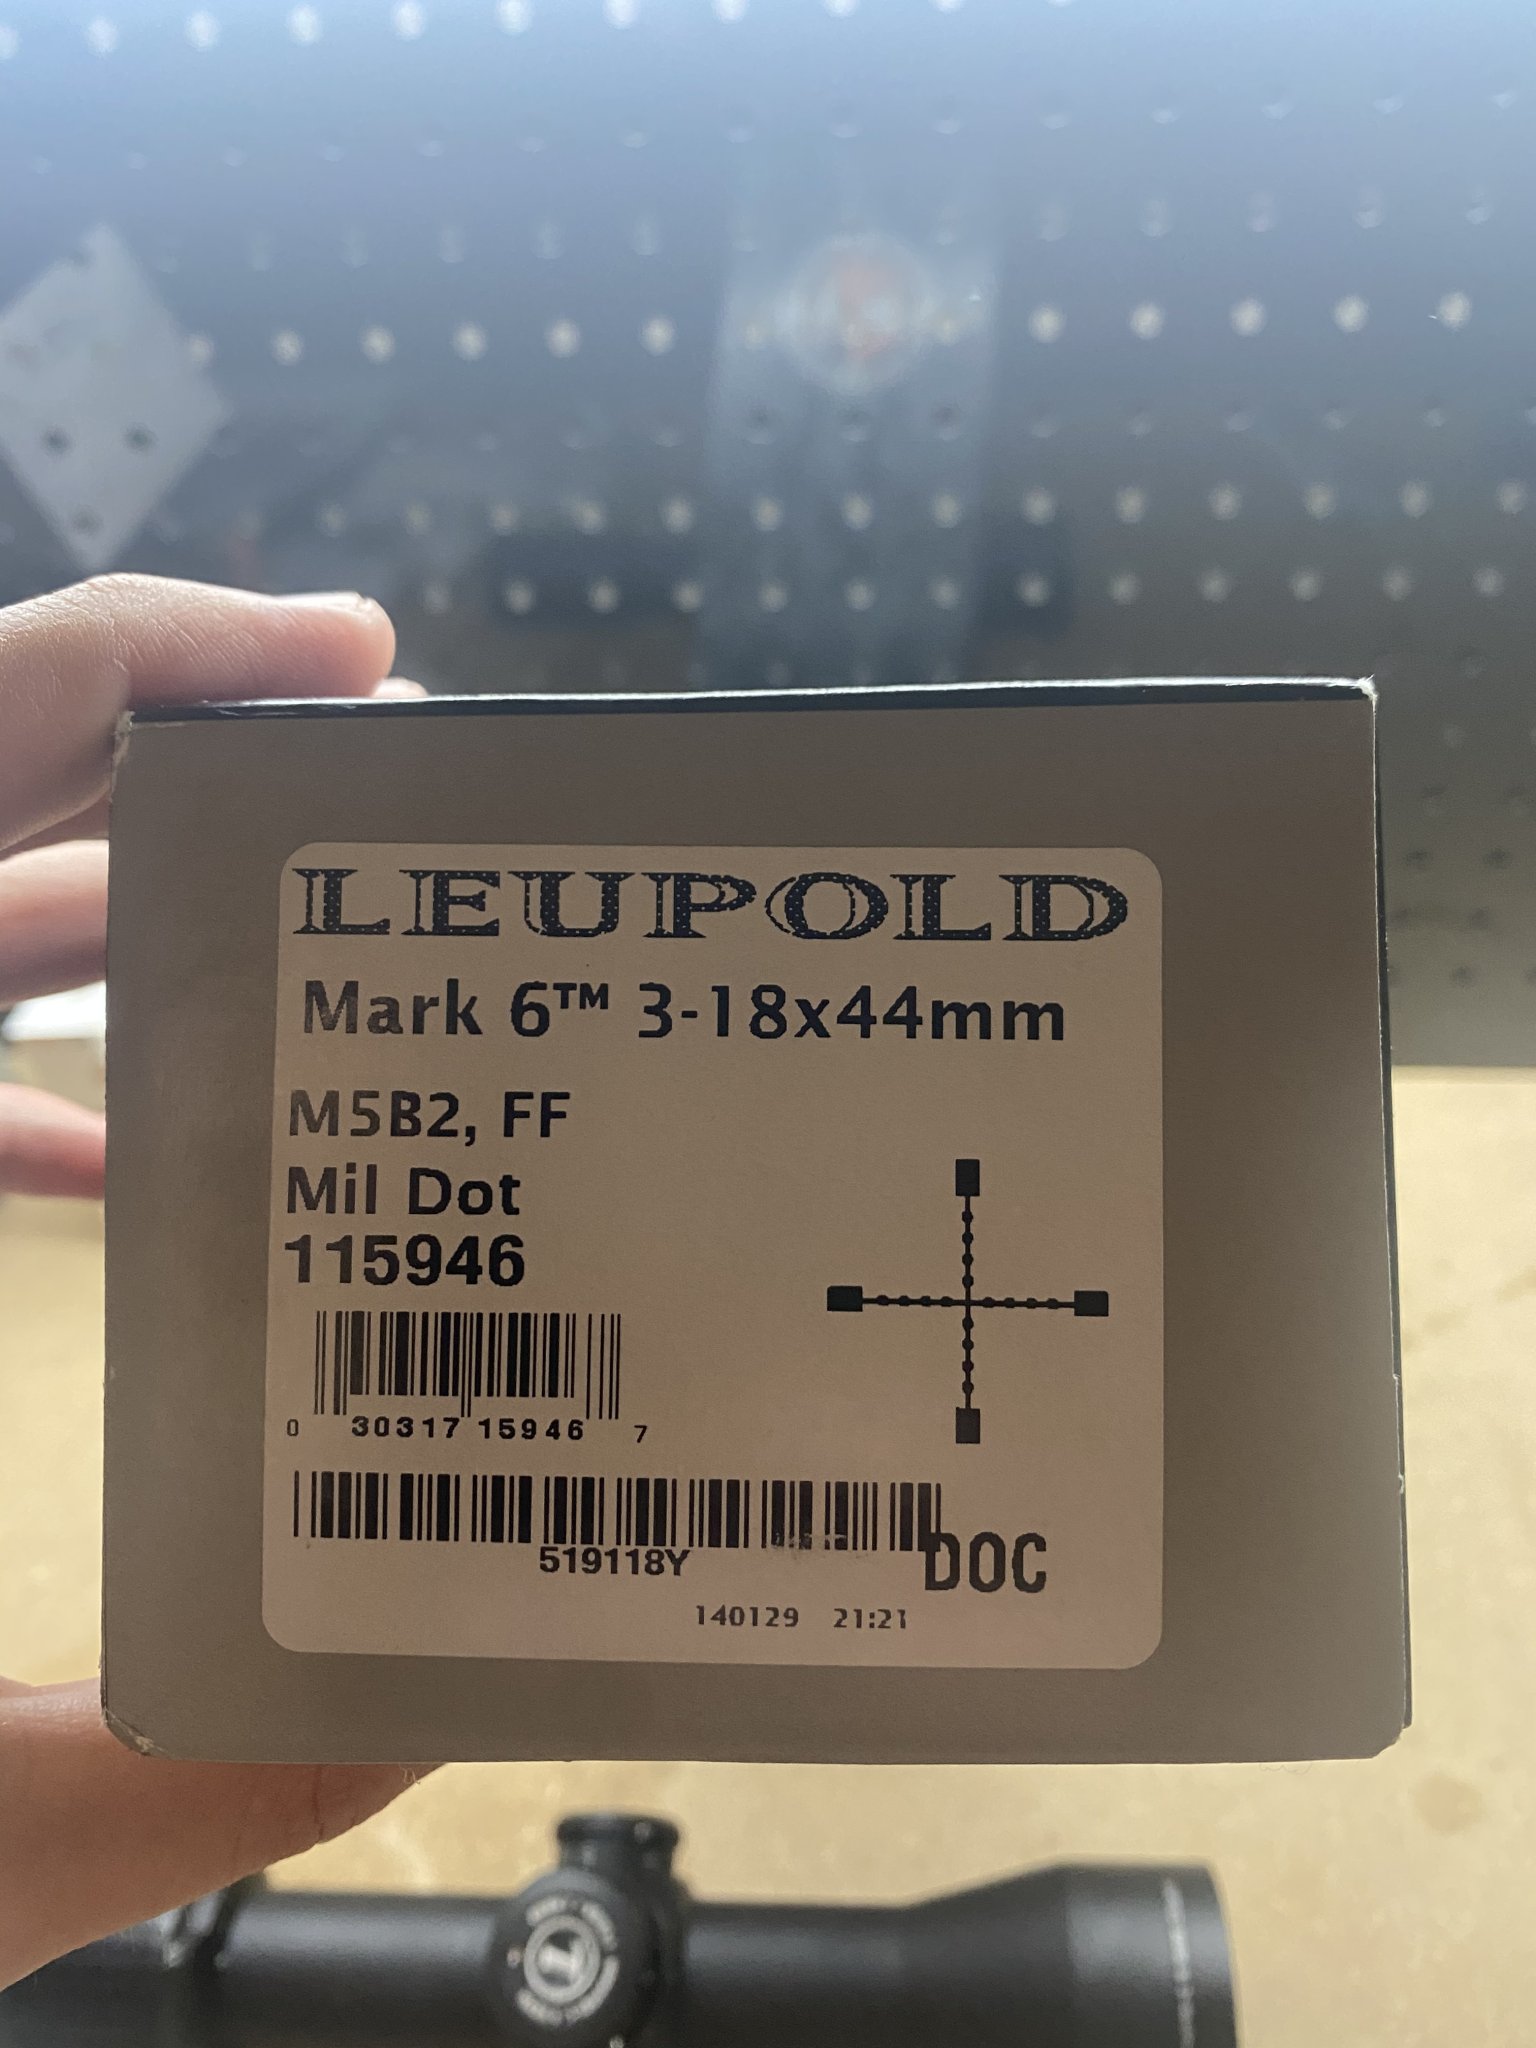 LEUPOLD
Mark 6™ 3-18x44mm
M5B2, FF
Mil Dot
115946
0 30317 15946 7
519118Y
DOC
140129 21:21